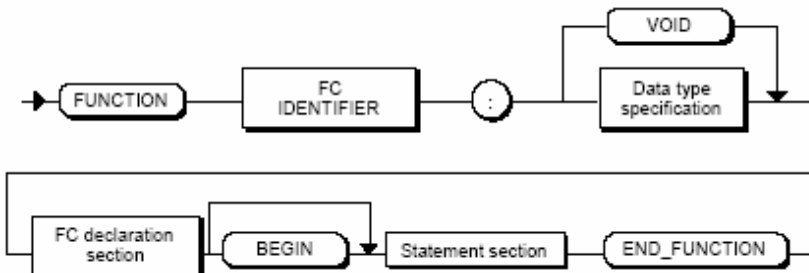 VOID
FUNCTION
FC
IDENTIFIER
:
Data type
specification
FC declaration
section
BEGIN
Statement section
END_FUNCTION